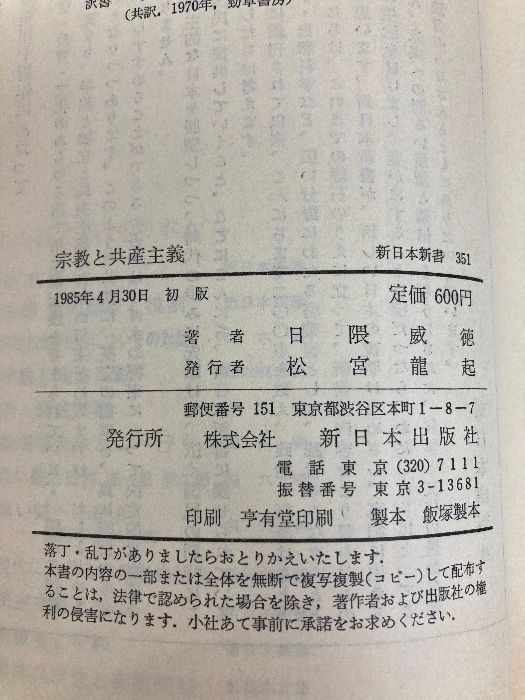 訳書
(共訳. 1970年, 勁草書房)
宗教と共産主義 新日本新書 351
1985年4月30日 初版 定価 600円
著者 日隈威徳
発行者 松宮龍起
郵便番号 151 東京都渋谷区本町1-8-7
発行所 株式会社 新日本出版社
電話 東京 (320) 7111
振替番号 東京 3-13681
印刷 亨有堂印刷 製本 飯塚製本
落丁・乱丁がありましたらおとりかえいたします.
本書の内容の一部または全体を無断で複写複製(コピー)して配布す
ることは, 法律で認められた場合を除き, 著作者および出版社の権
利の侵害になります. 小社あて事前に承諾をお求めください.